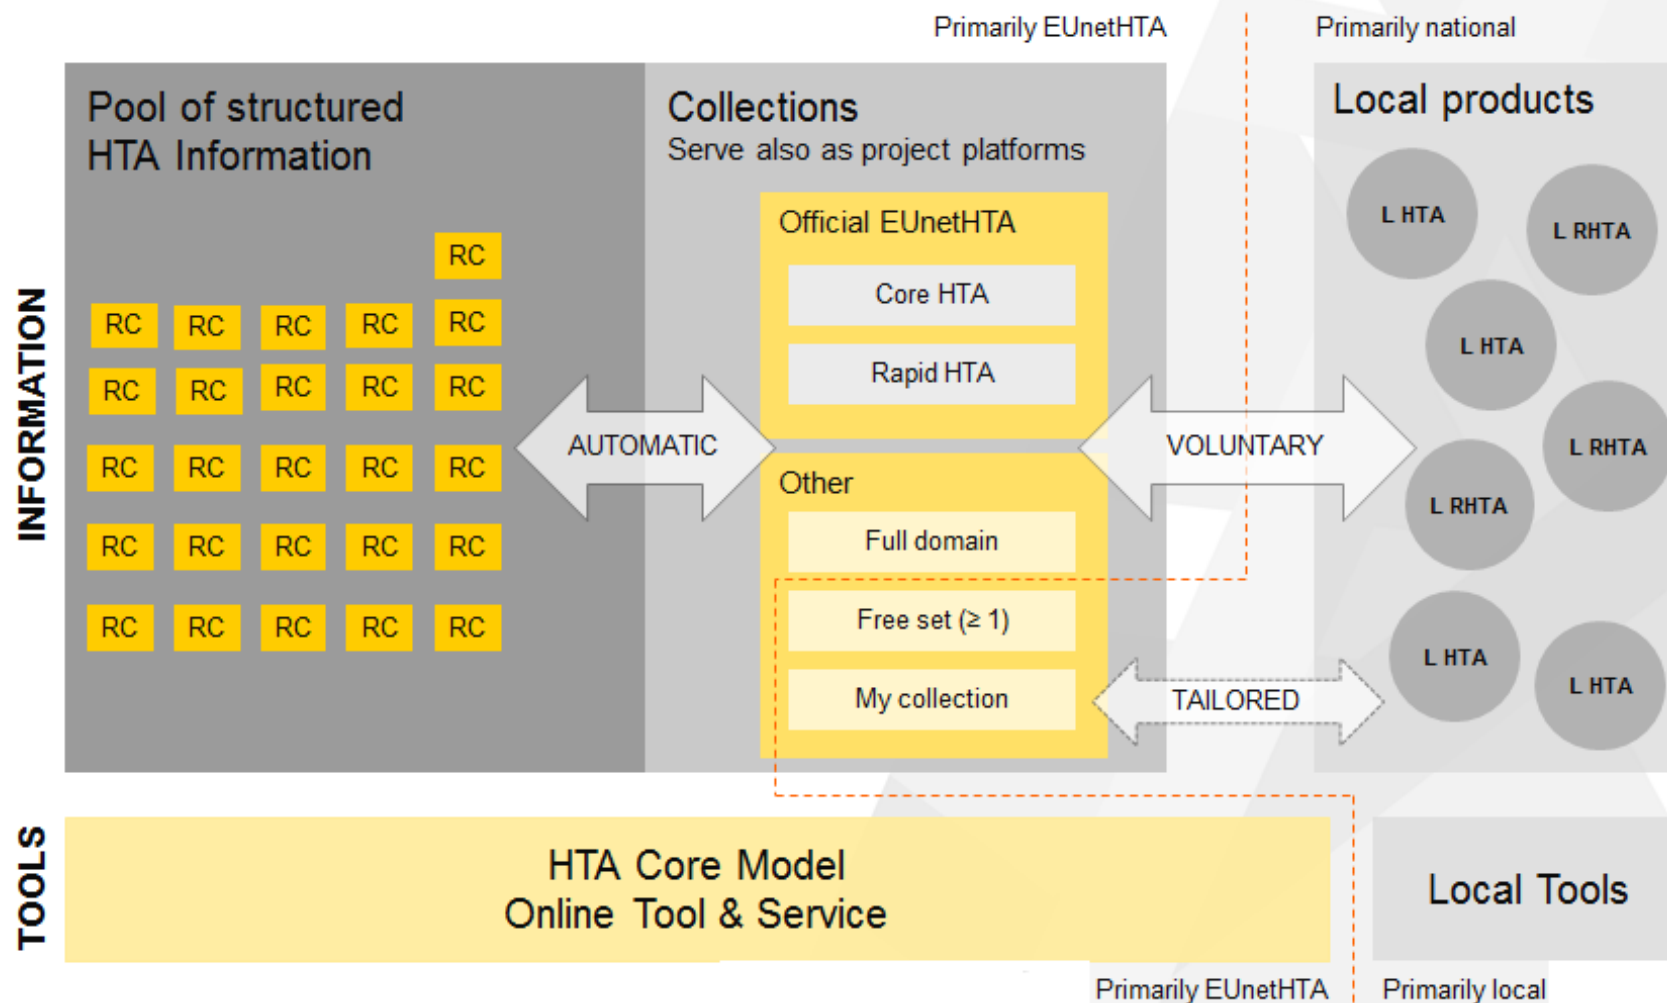 Primarily EUnetHTA
Primarily national
INFORMATION
Pool of structured
HTA Information
RC
RC RC RC RC RC
RC RC RC RC RC
RC RC RC RC RC
RC RC RC RC RC
RC RC RC RC RC
AUTOMATIC
Collections
Serve also as project platforms
Official EUnetHTA
Core HTA
Rapid HTA
Other
Full domain
Free set (≥ 1)
My collection
VOLUNTARY
TAILORED
Local products
L HTA
L RHTA
L HTA
L RHTA
L RHTA
L HTA
L HTA
TOOLS
HTA Core Model
Online Tool & Service
Local Tools
Primarily EUnetHTA
Primarily local